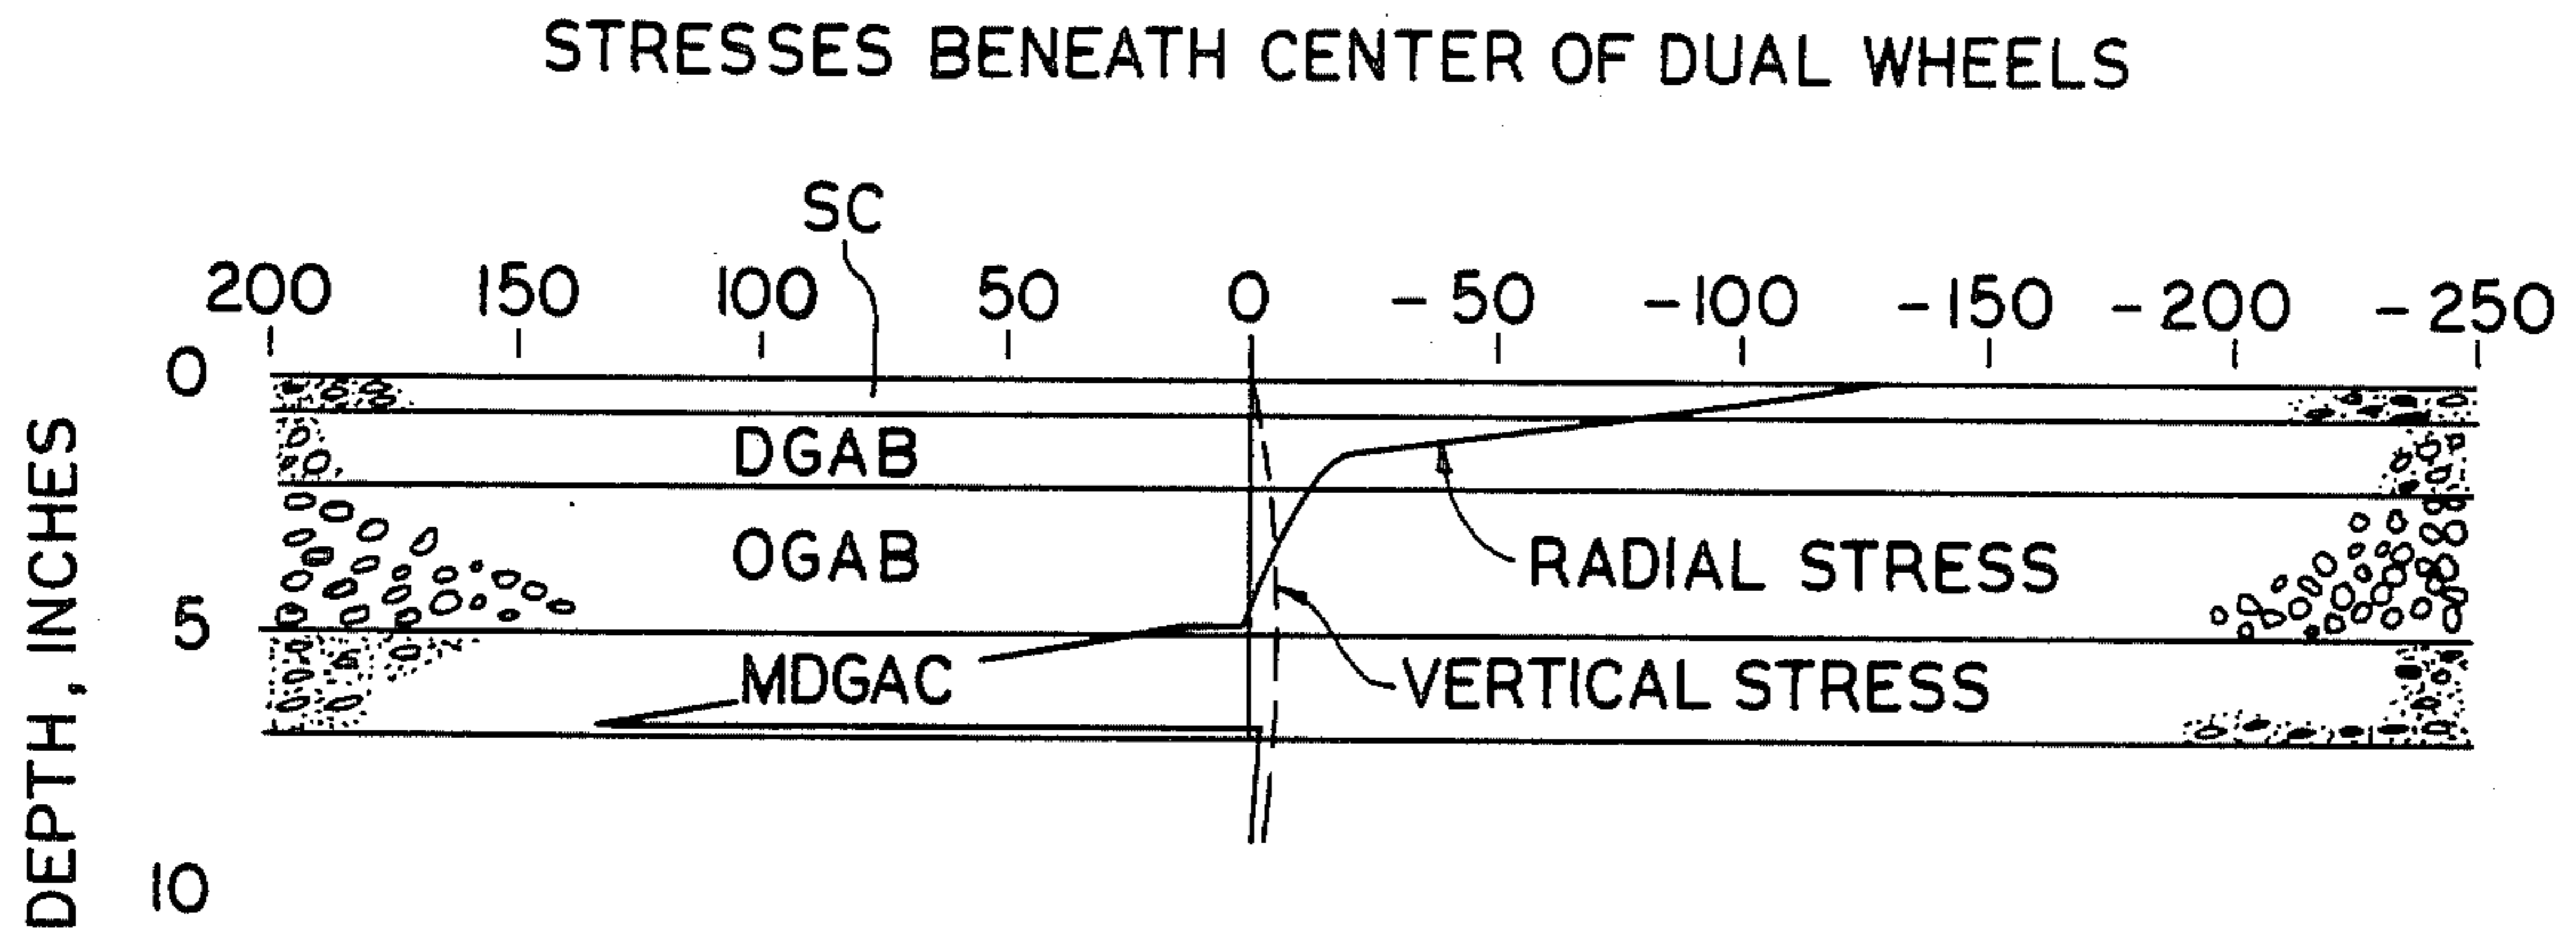 STRESSES BENEATH CENTER OF DUAL WHEELS
SC
200 150 100 50 0 - 50 - 100 - 150 - 200 - 250
0
DGAB
OGAB
RADIAL STRESS
5
MDGAC
VERTICAL STRESS
10
DEPTH, INCHES